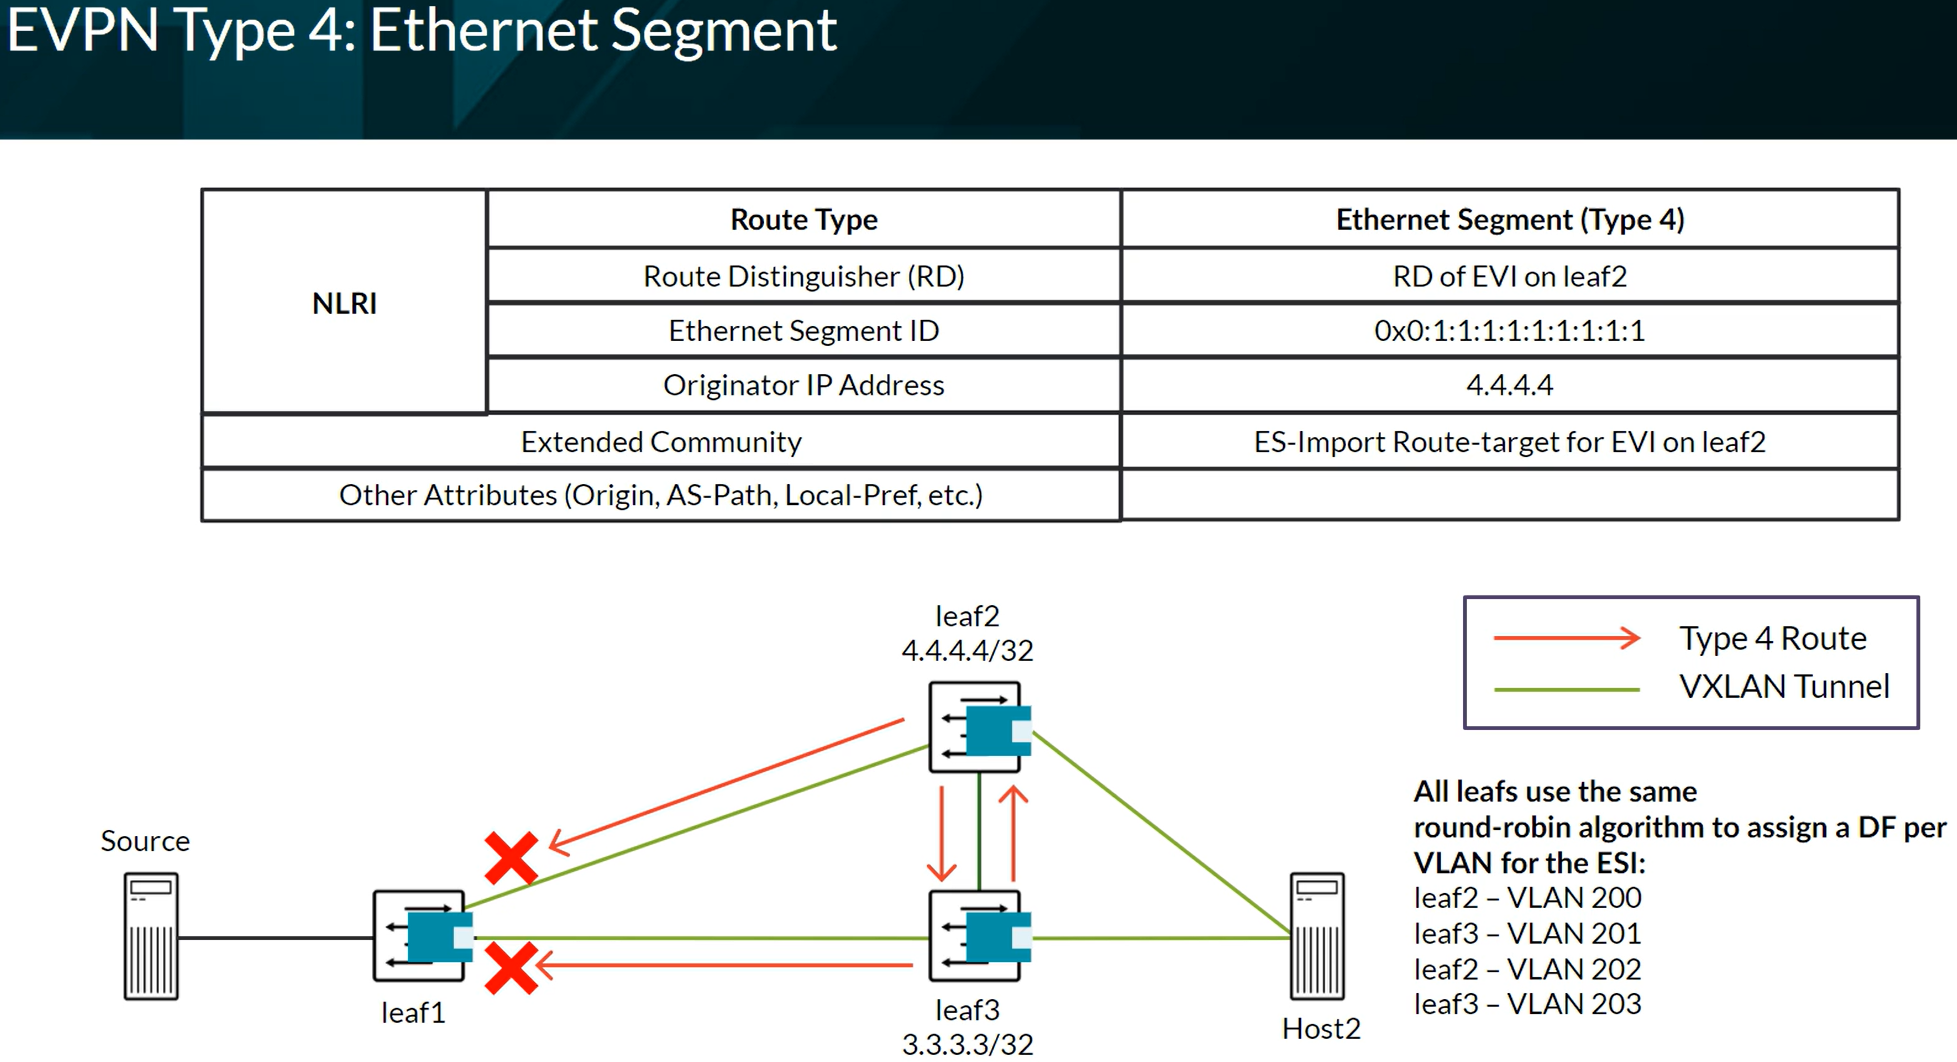 EVPN Type 4: Ethernet Segment
NLRI
Route Type
Ethernet Segment (Type 4)
Route Distinguisher (RD)
RD of EVI on leaf2
Ethernet Segment ID
0x0:1:1:1:1:1:1:1:1:1
Originator IP Address
4.4.4.4
Extended Community
ES-Import Route-target for EVI on leaf2
Other Attributes (Origin, AS-Path, Local-Pref, etc.)
leaf2
4.4.4.4/32
Type 4 Route
VXLAN Tunnel
Source
leaf1
leaf3
3.3.3.3/32
Host2
All leafs use the same
round-robin algorithm to assign a DF per
VLAN for the ESI:
leaf2 – VLAN 200
leaf3 – VLAN 201
leaf2 – VLAN 202
leaf3 – VLAN 203